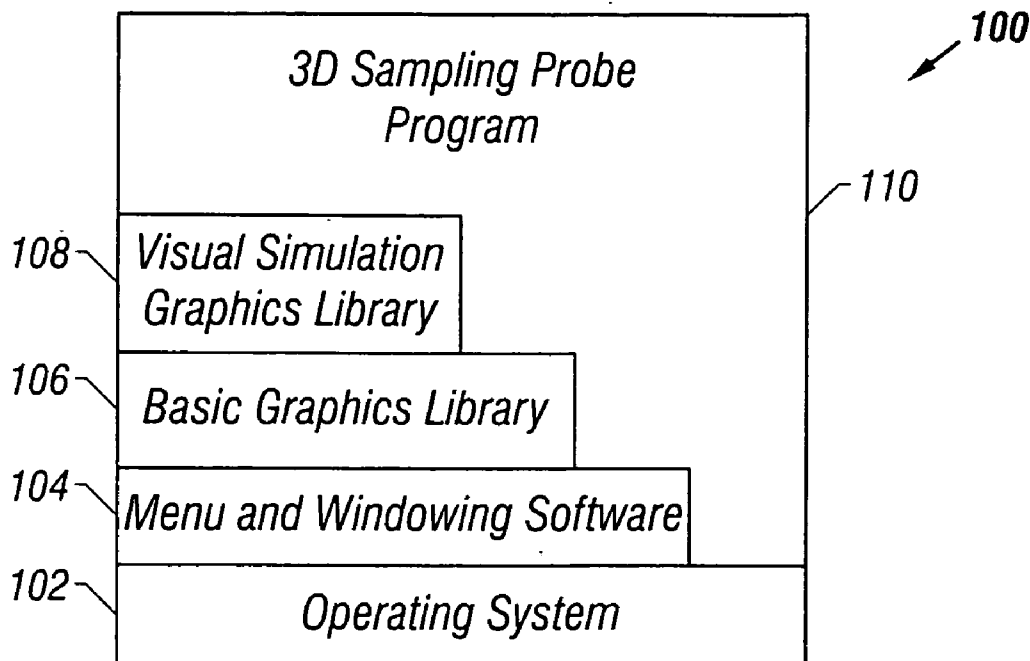 100
3D Sampling Probe
Program
110
108
Visual Simulation
Graphics Library
106
Basic Graphics Library
104
Menu and Windowing Software
102
Operating System